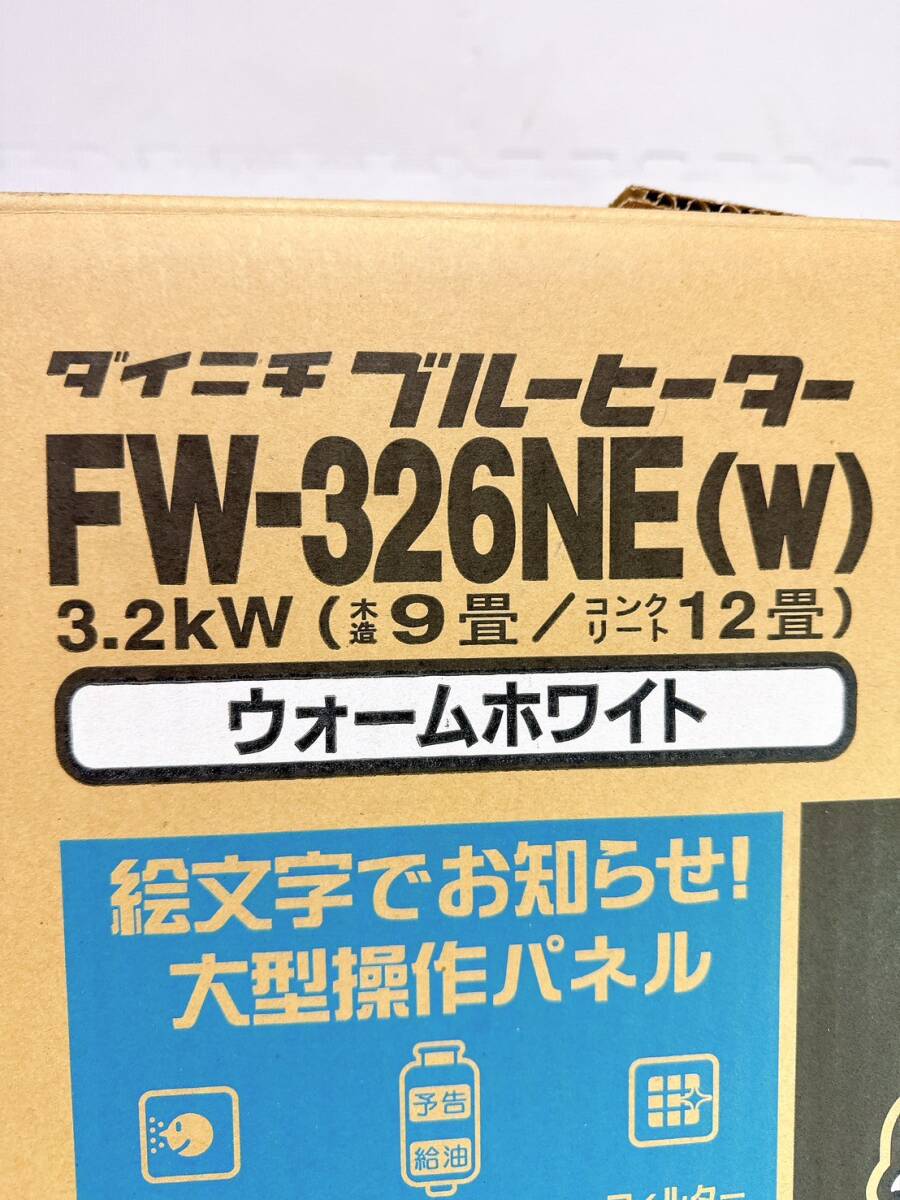 ダイニチ ブルーヒーター
FW-326NE(W)
3.2kW (木造9畳/コンクリート12畳)
ウォームホワイト
絵文字でお知らせ!
大型操作パネル
予告
給油